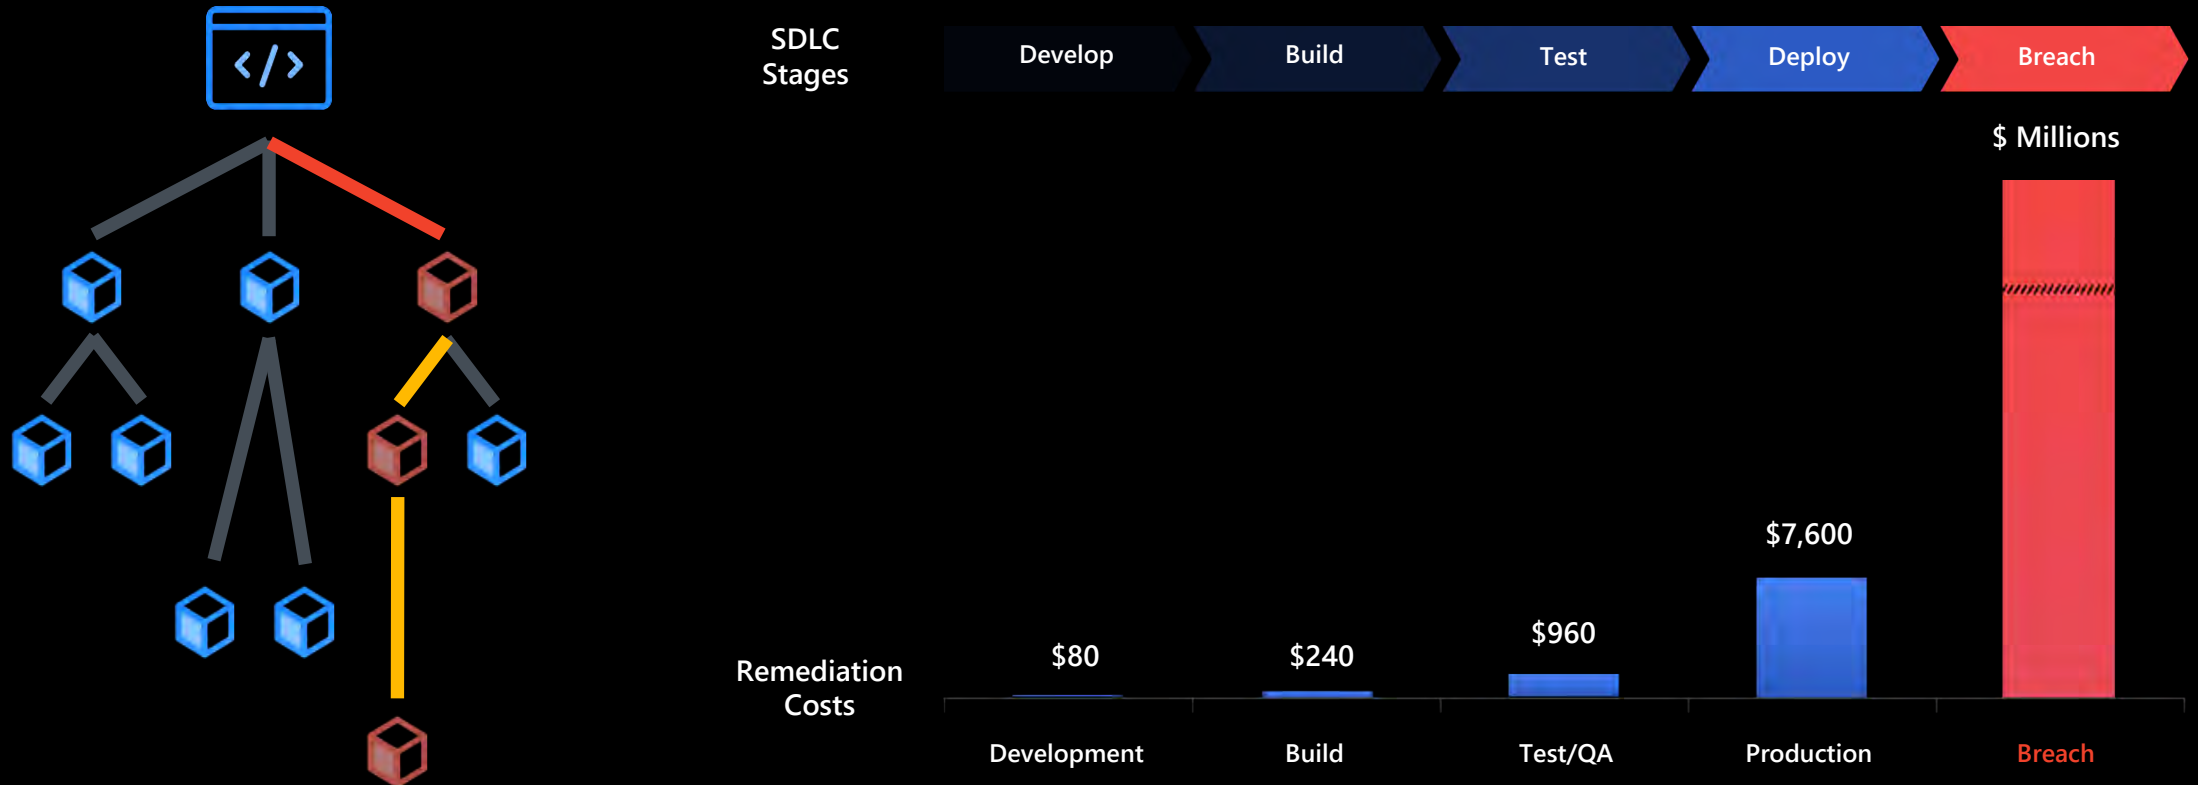 </>
SDLC
Stages
Develop
Build
Test
Deploy
Breach
$ Millions
$7,600
$960
$240
$80
Remediation
Costs
Development
Build
Test/QA
Production
Breach